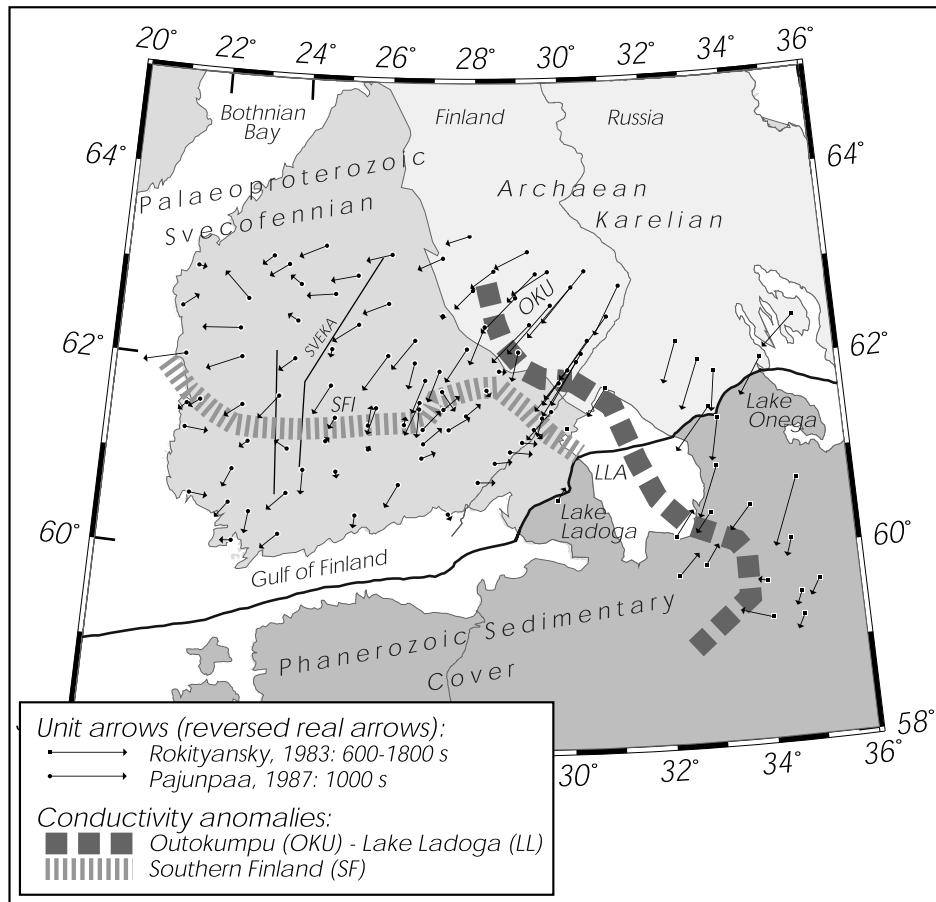 20° 22° 24° 26° 28° 30° 32° 34° 36°
Bothnian
Bay
Finland
Russia
64° 64°
Palaeoproterozoic
Svecofennian
Archaean
Karelian
OKU
SVEKA
62° 62°
SFI
Lake
Onega
LLA
Lake
Ladoga
60° 60°
Gulf of Finland
Phanerozoic Sedimentary
Cover
58°
30° 32° 34° 36°
Unit arrows (reversed real arrows):
Rokityansky, 1983: 600-1800 s
Pajunpaa, 1987: 1000 s
Conductivity anomalies:
Outokumpu (OKU) - Lake Ladoga (LL)
Southern Finland (SF)